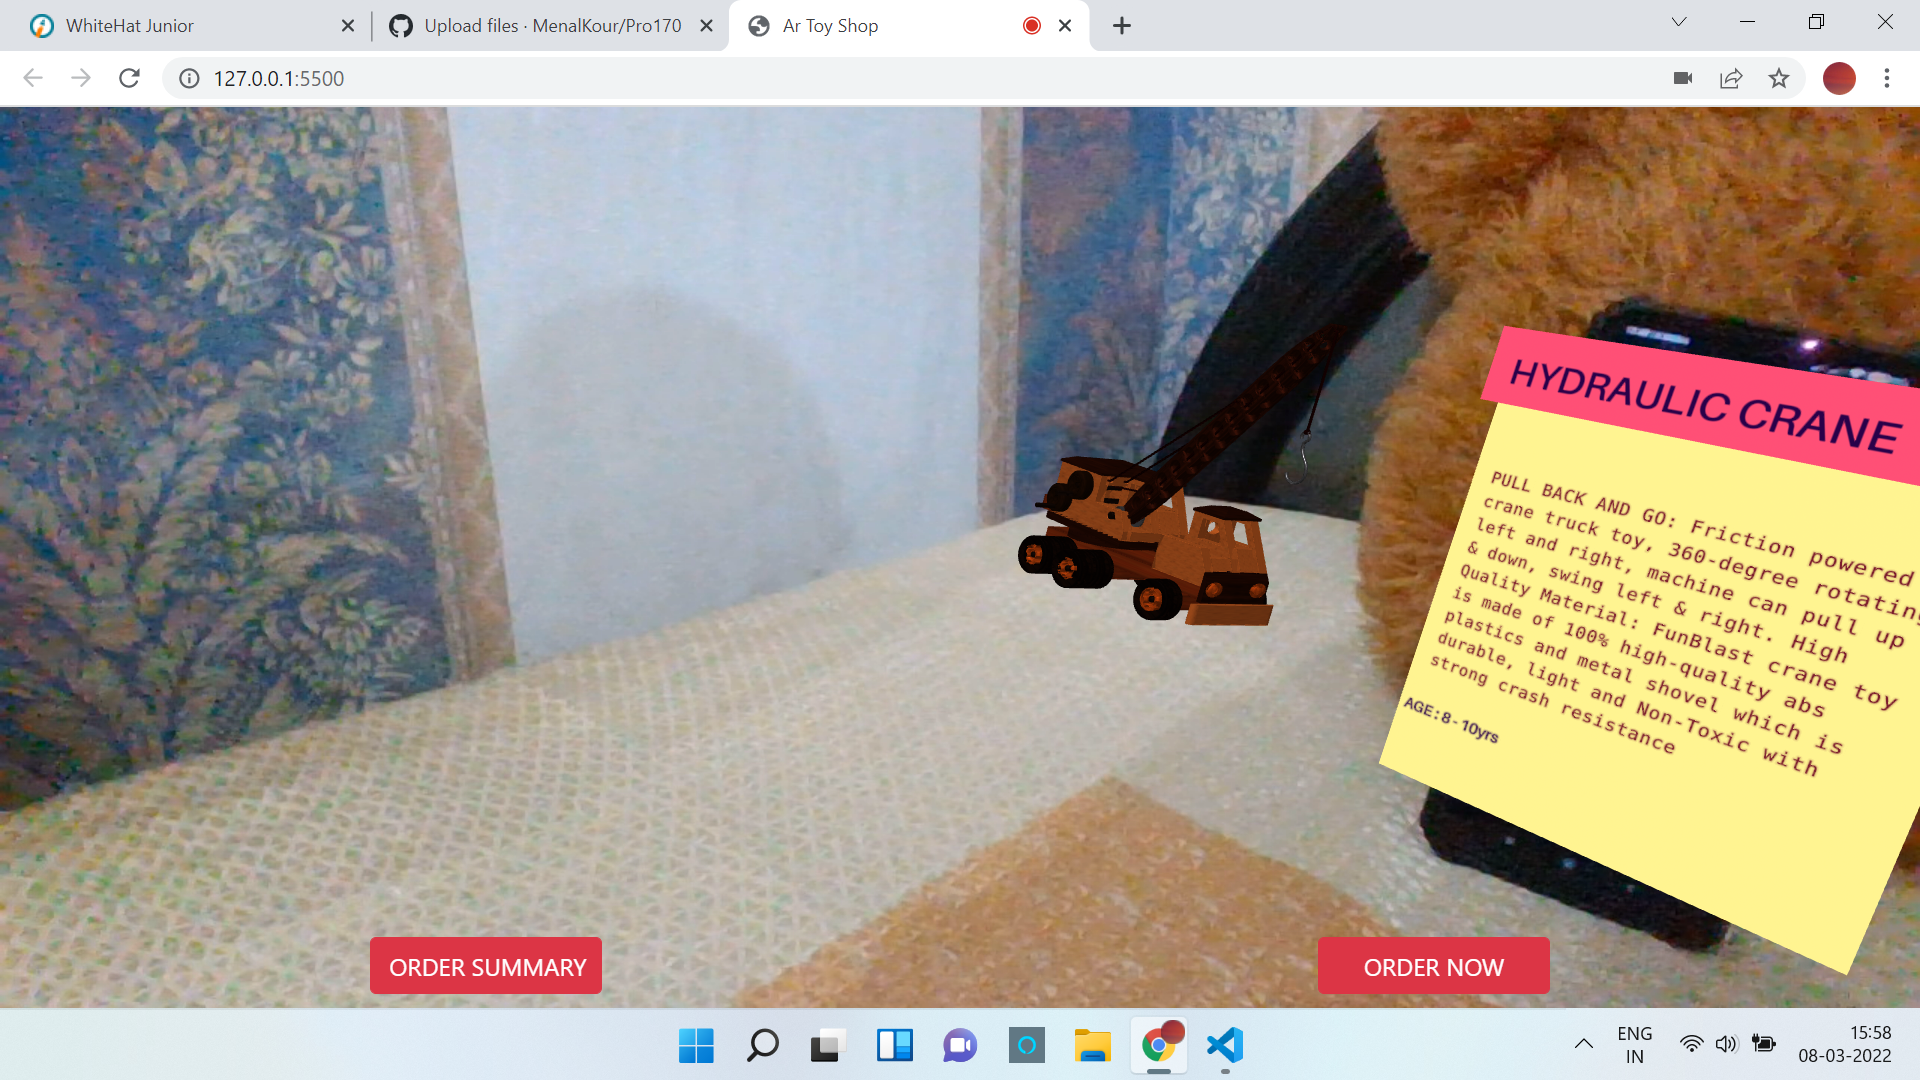 WhiteHat Junior
Upload files · MenalKour/Pro170
Ar Toy Shop
127.0.0.1:5500
HYDRAULIC CRANE
PULL BACK AND GO: Friction powered
crane truck toy, 360-degree rotating
left and right, machine can pull up
& down, swing left & right. High
Quality Material: FunBlast crane toy
is made of 100% high-quality abs
plastics and metal shovel which is
durable, light and Non-Toxic with
strong crash resistance
AGE:8-10yrs
ORDER SUMMARY
ORDER NOW
ENG
IN
15:58
08-03-2022